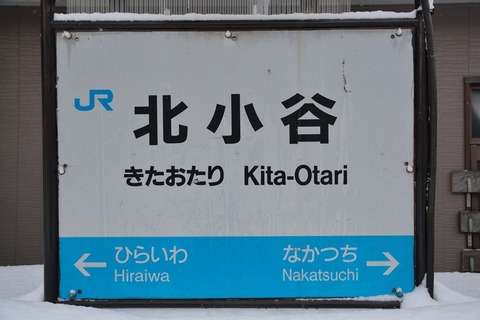 JR
北小谷
きたおたり Kita-Otari
← ひらいわ なかつち →
Hiraiwa Nakatsuchi